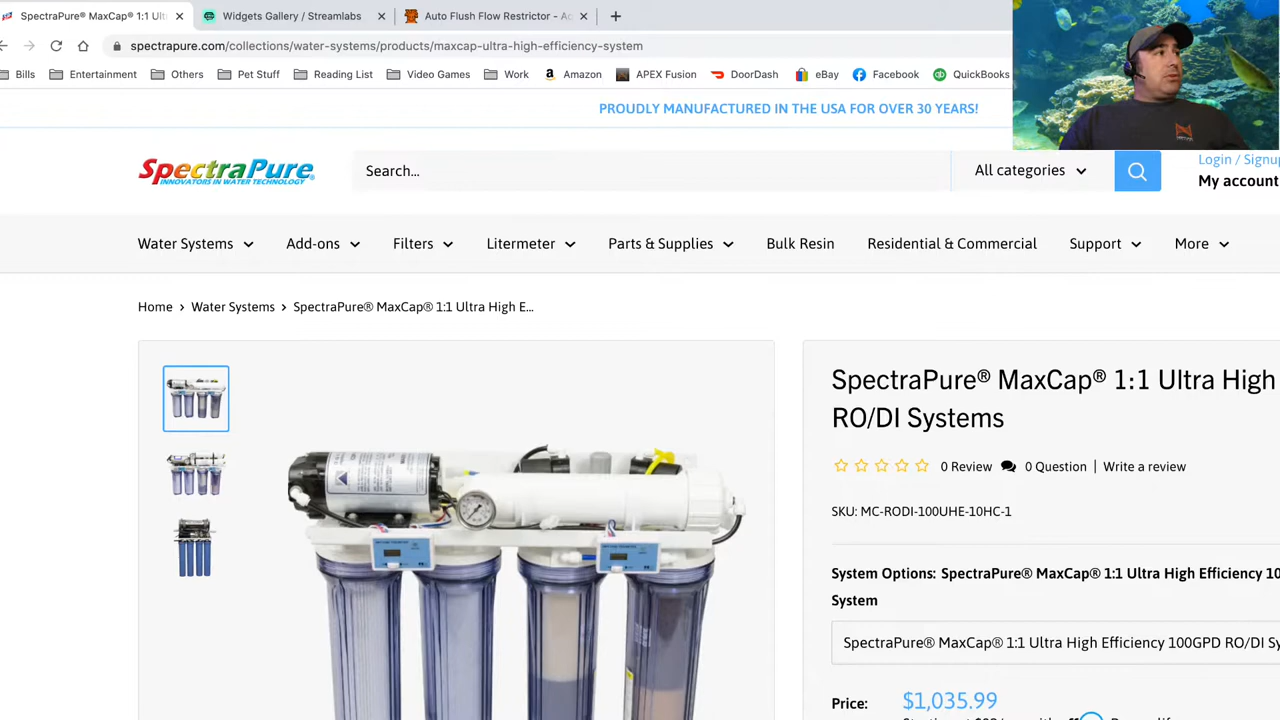 SpectraPure® MaxCap® 1:1 Ul
Widgets Gallery / Streamlabs
Auto Flush Flow Restrictor - A
spectrapure.com/collections/water-systems/products/maxcap-ultra-high-efficiency-system
Bills Entertainment Others Pet Stuff Reading List Video Games Work Amazon APEX Fusion DoorDash eBay Facebook QuickBooks
PROUDLY MANUFACTURED IN THE USA FOR OVER 30 YEARS!
SpectraPure®
INNOVATORS IN WATER TECHNOLOGY
Search...
All categories
Login / Signup
My account
Water Systems Add-ons Filters Litermeter Parts & Supplies Bulk Resin Residential & Commercial Support More
Home > Water Systems > SpectraPure® MaxCap® 1:1 Ultra High E...
SpectraPure® MaxCap® 1:1 Ultra High
RO/DI Systems
0 Review 0 Question | Write a review
SKU: MC-RODI-100UHE-10HC-1
System Options: SpectraPure® MaxCap® 1:1 Ultra High Efficiency 10
System
SpectraPure® MaxCap® 1:1 Ultra High Efficiency 100GPD RO/DI Sy
Price: $1,035.99